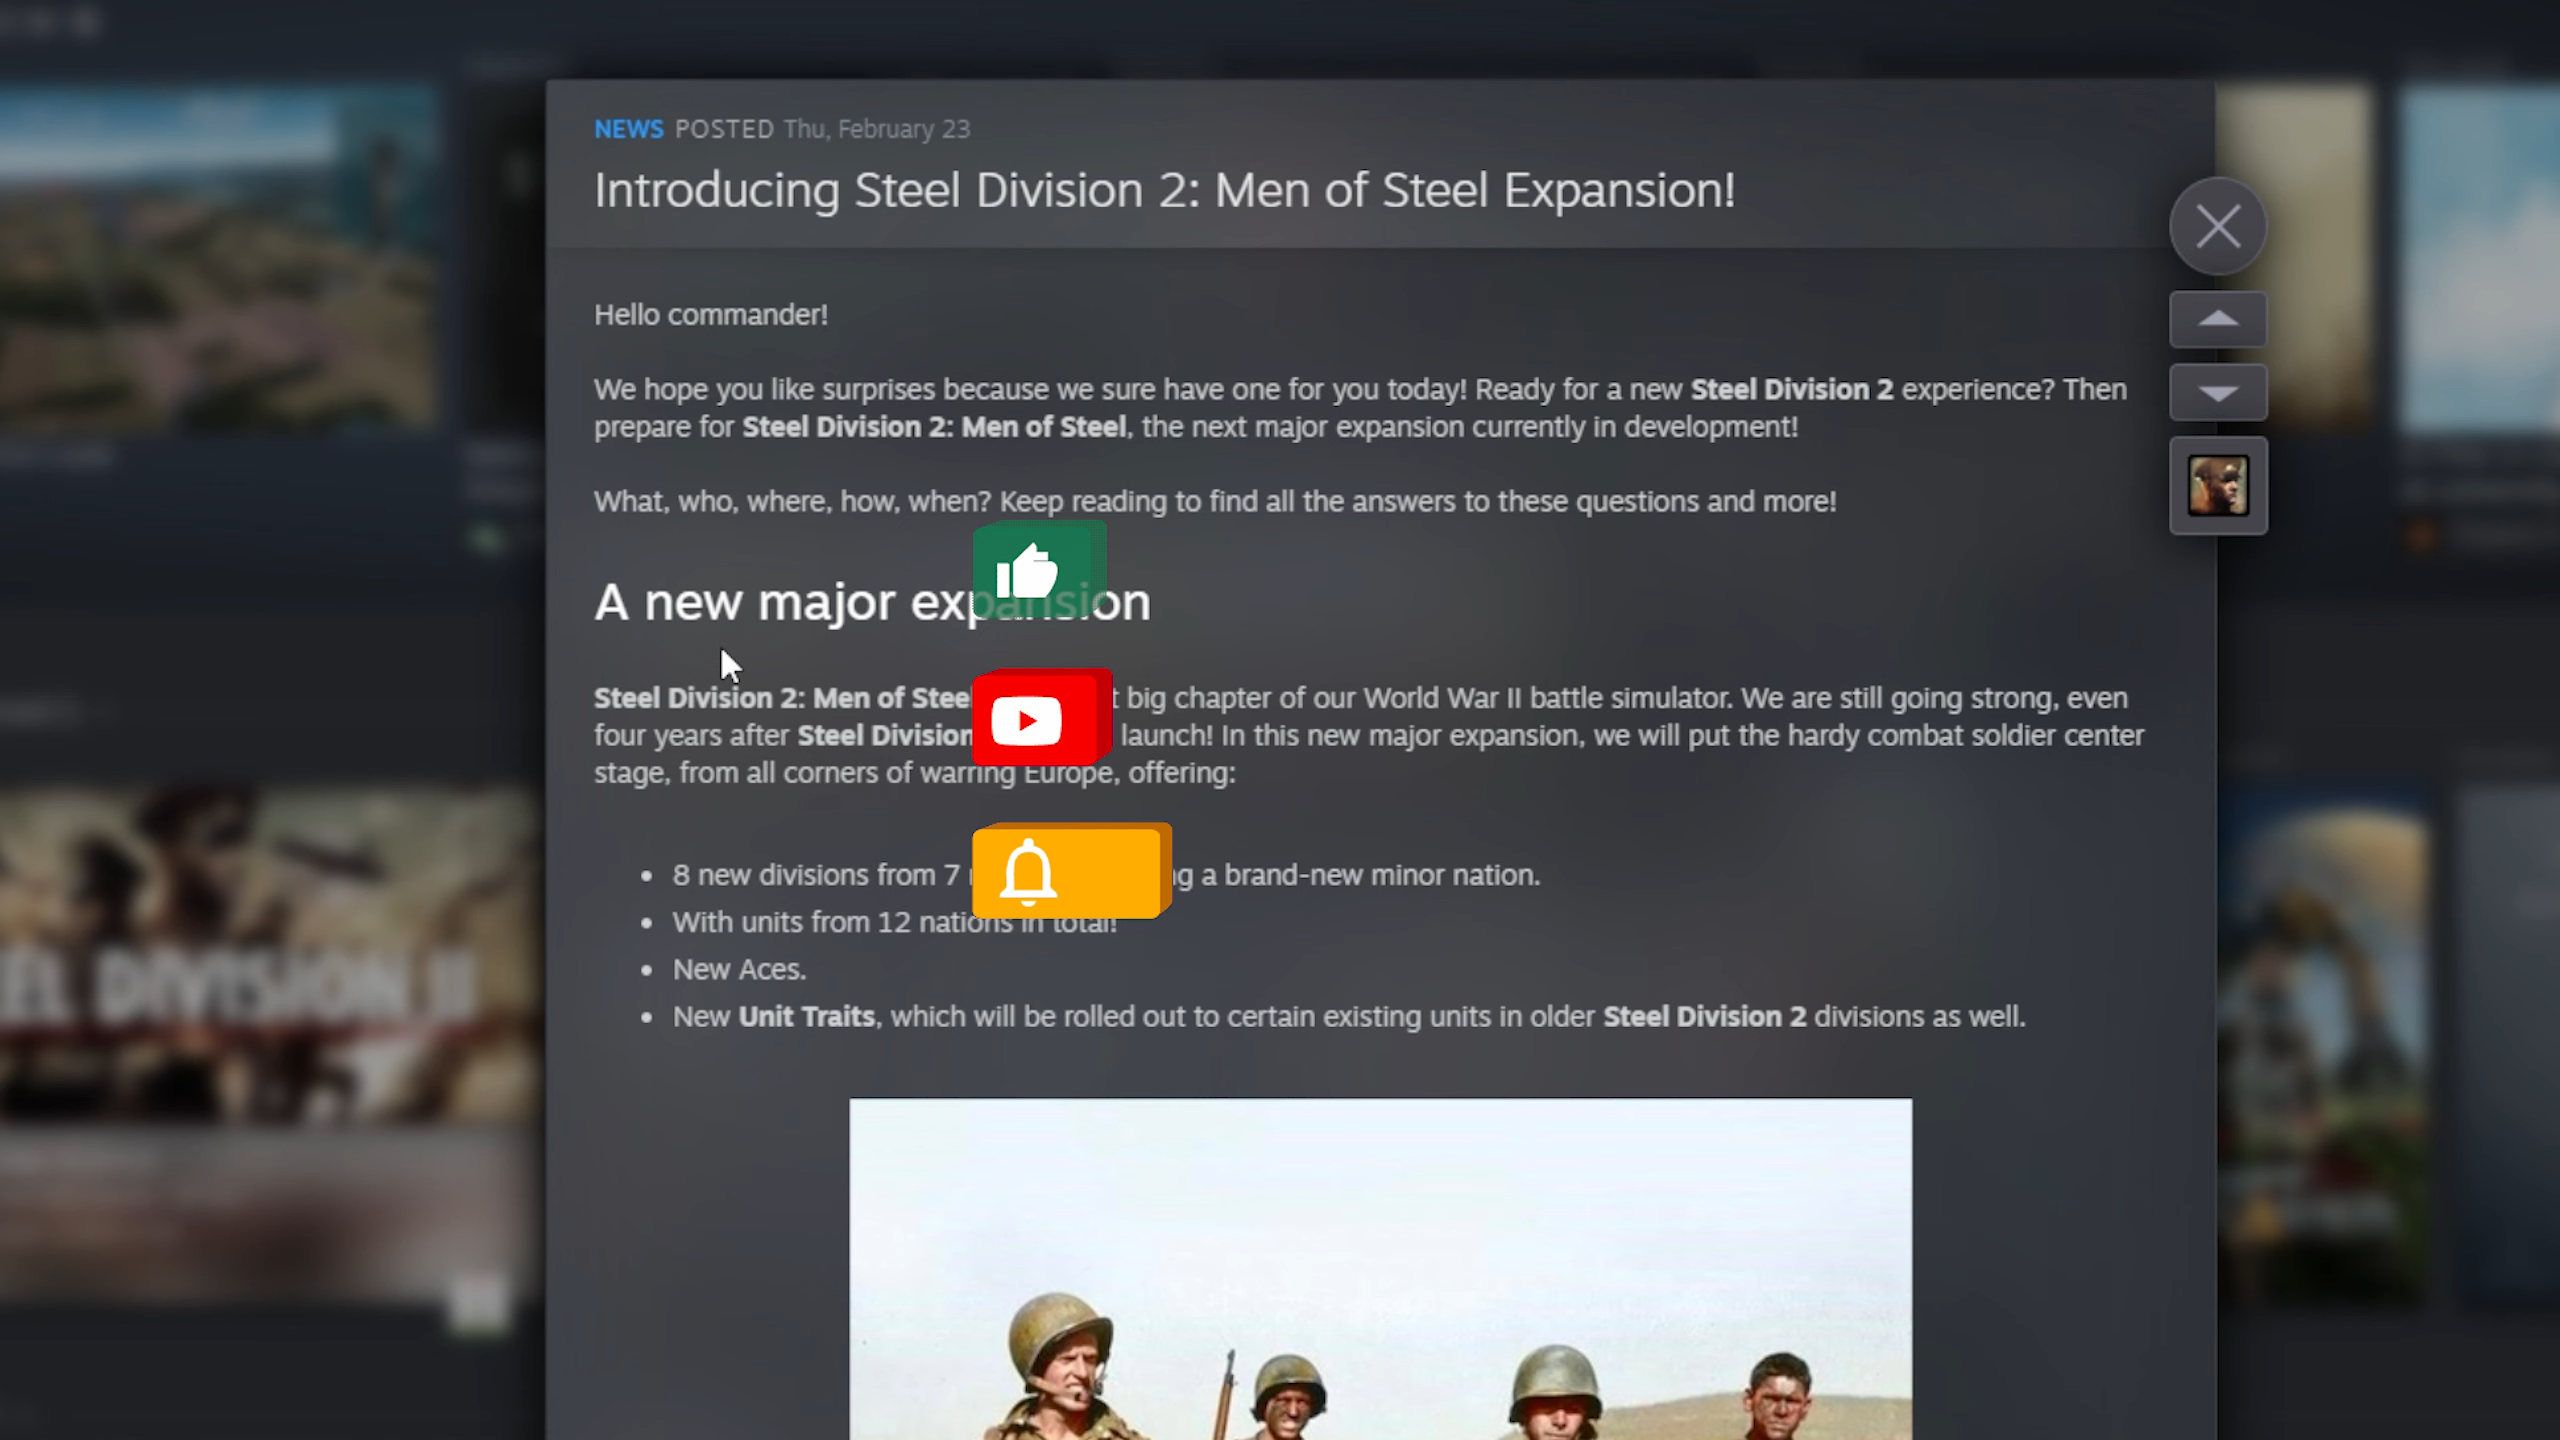 NEWS POSTED Thu, February 23
Introducing Steel Division 2: Men of Steel Expansion!
Hello commander!
We hope you like surprises because we sure have one for you today! Ready for a new Steel Division 2 experience? Then
prepare for Steel Division 2: Men of Steel, the next major expansion currently in development!
What, who, where, how, when? Keep reading to find all the answers to these questions and more!
A new major expansion
Steel Division 2: Men of Steel big chapter of our World War II battle simulator. We are still going strong, even
four years after Steel Division launch! In this new major expansion, we will put the hardy combat soldier center
stage, from all corners of warring Europe, offering:
• 8 new divisions from 7 a brand-new minor nation.
• With units from 12 nations in total!
• New Aces.
• New Unit Traits, which will be rolled out to certain existing units in older Steel Division 2 divisions as well.
EEL DIVISION II